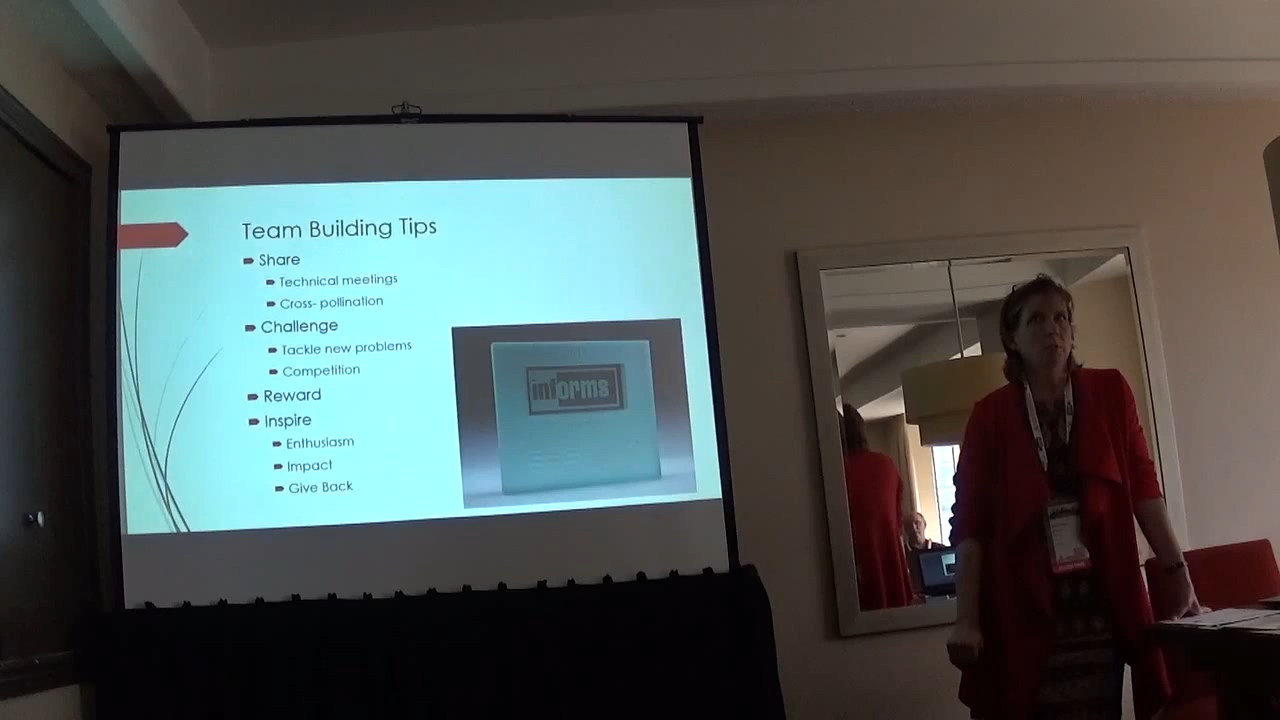 Team Building Tips
Share
Technical meetings
Cross- pollination
Challenge
Tackle new problems
Competition
Reward
Inspire
Enthusiasm
Impact
Give Back
informs